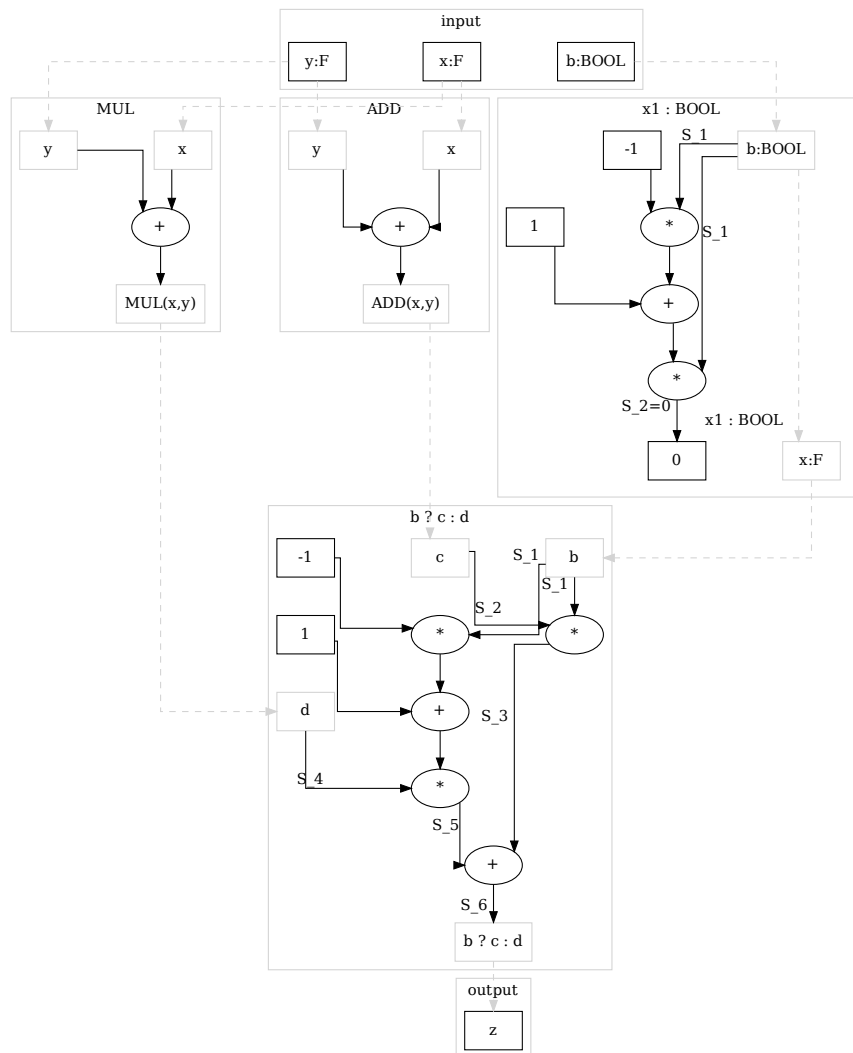 input
y:F x:F b:BOOL
MUL ADD x1 : BOOL
y x y x -1 S_1 b:BOOL
+ + 1 * S_1
MUL(x,y) ADD(x,y) +
*
S_2=0
x1 : BOOL
0 x:F
b ? c : d
-1 c S_1 b
S_1
S_2
1 * *
d + S_3
S_4 *
S_5
+
S_6
b ? c : d
output
z